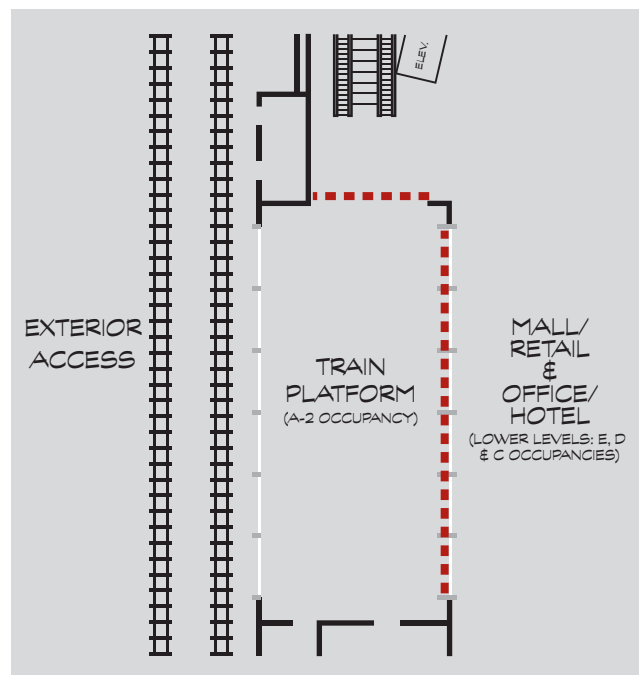 ELEV.
EXTERIOR
ACCESS
TRAIN
PLATFORM
(A-2 OCCUPANCY)
MALL/
RETAIL
&
OFFICE/
HOTEL
(LOWER LEVELS: E, D
& C OCCUPANCIES)